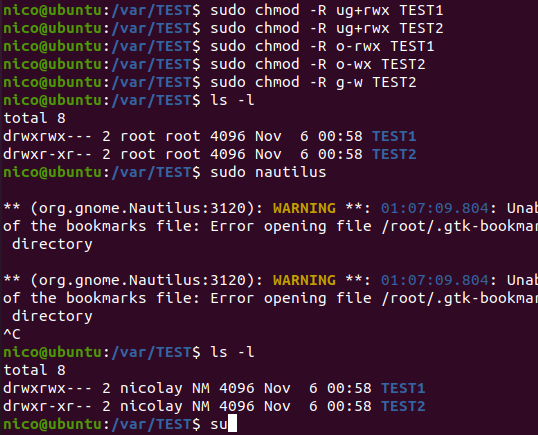 nico@ubuntu:/var/TEST$ sudo chmod -R ug+rwx TEST1
nico@ubuntu:/var/TEST$ sudo chmod -R ug+rwx TEST2
nico@ubuntu:/var/TEST$ sudo chmod -R o-rwx TEST1
nico@ubuntu:/var/TEST$ sudo chmod -R o-wx TEST2
nico@ubuntu:/var/TEST$ sudo chmod -R g-w TEST2
nico@ubuntu:/var/TEST$ ls -l
total 8
drwxrwx--- 2 root root 4096 Nov  6 00:58 TEST1
drwxr-xr-- 2 root root 4096 Nov  6 00:58 TEST2
nico@ubuntu:/var/TEST$ sudo nautilus
** (org.gnome.Nautilus:3120): WARNING **: 01:07:09.804: Unab
of the bookmarks file: Error opening file /root/.gtk-bookmar
directory
** (org.gnome.Nautilus:3120): WARNING **: 01:07:09.804: Unab
of the bookmarks file: Error opening file /root/.gtk-bookmar
directory
^C
nico@ubuntu:/var/TEST$ ls -l
total 8
drwxrwx--- 2 nicolay NM 4096 Nov  6 00:58 TEST1
drwxr-xr-- 2 nicolay NM 4096 Nov  6 00:58 TEST2
nico@ubuntu:/var/TEST$ su